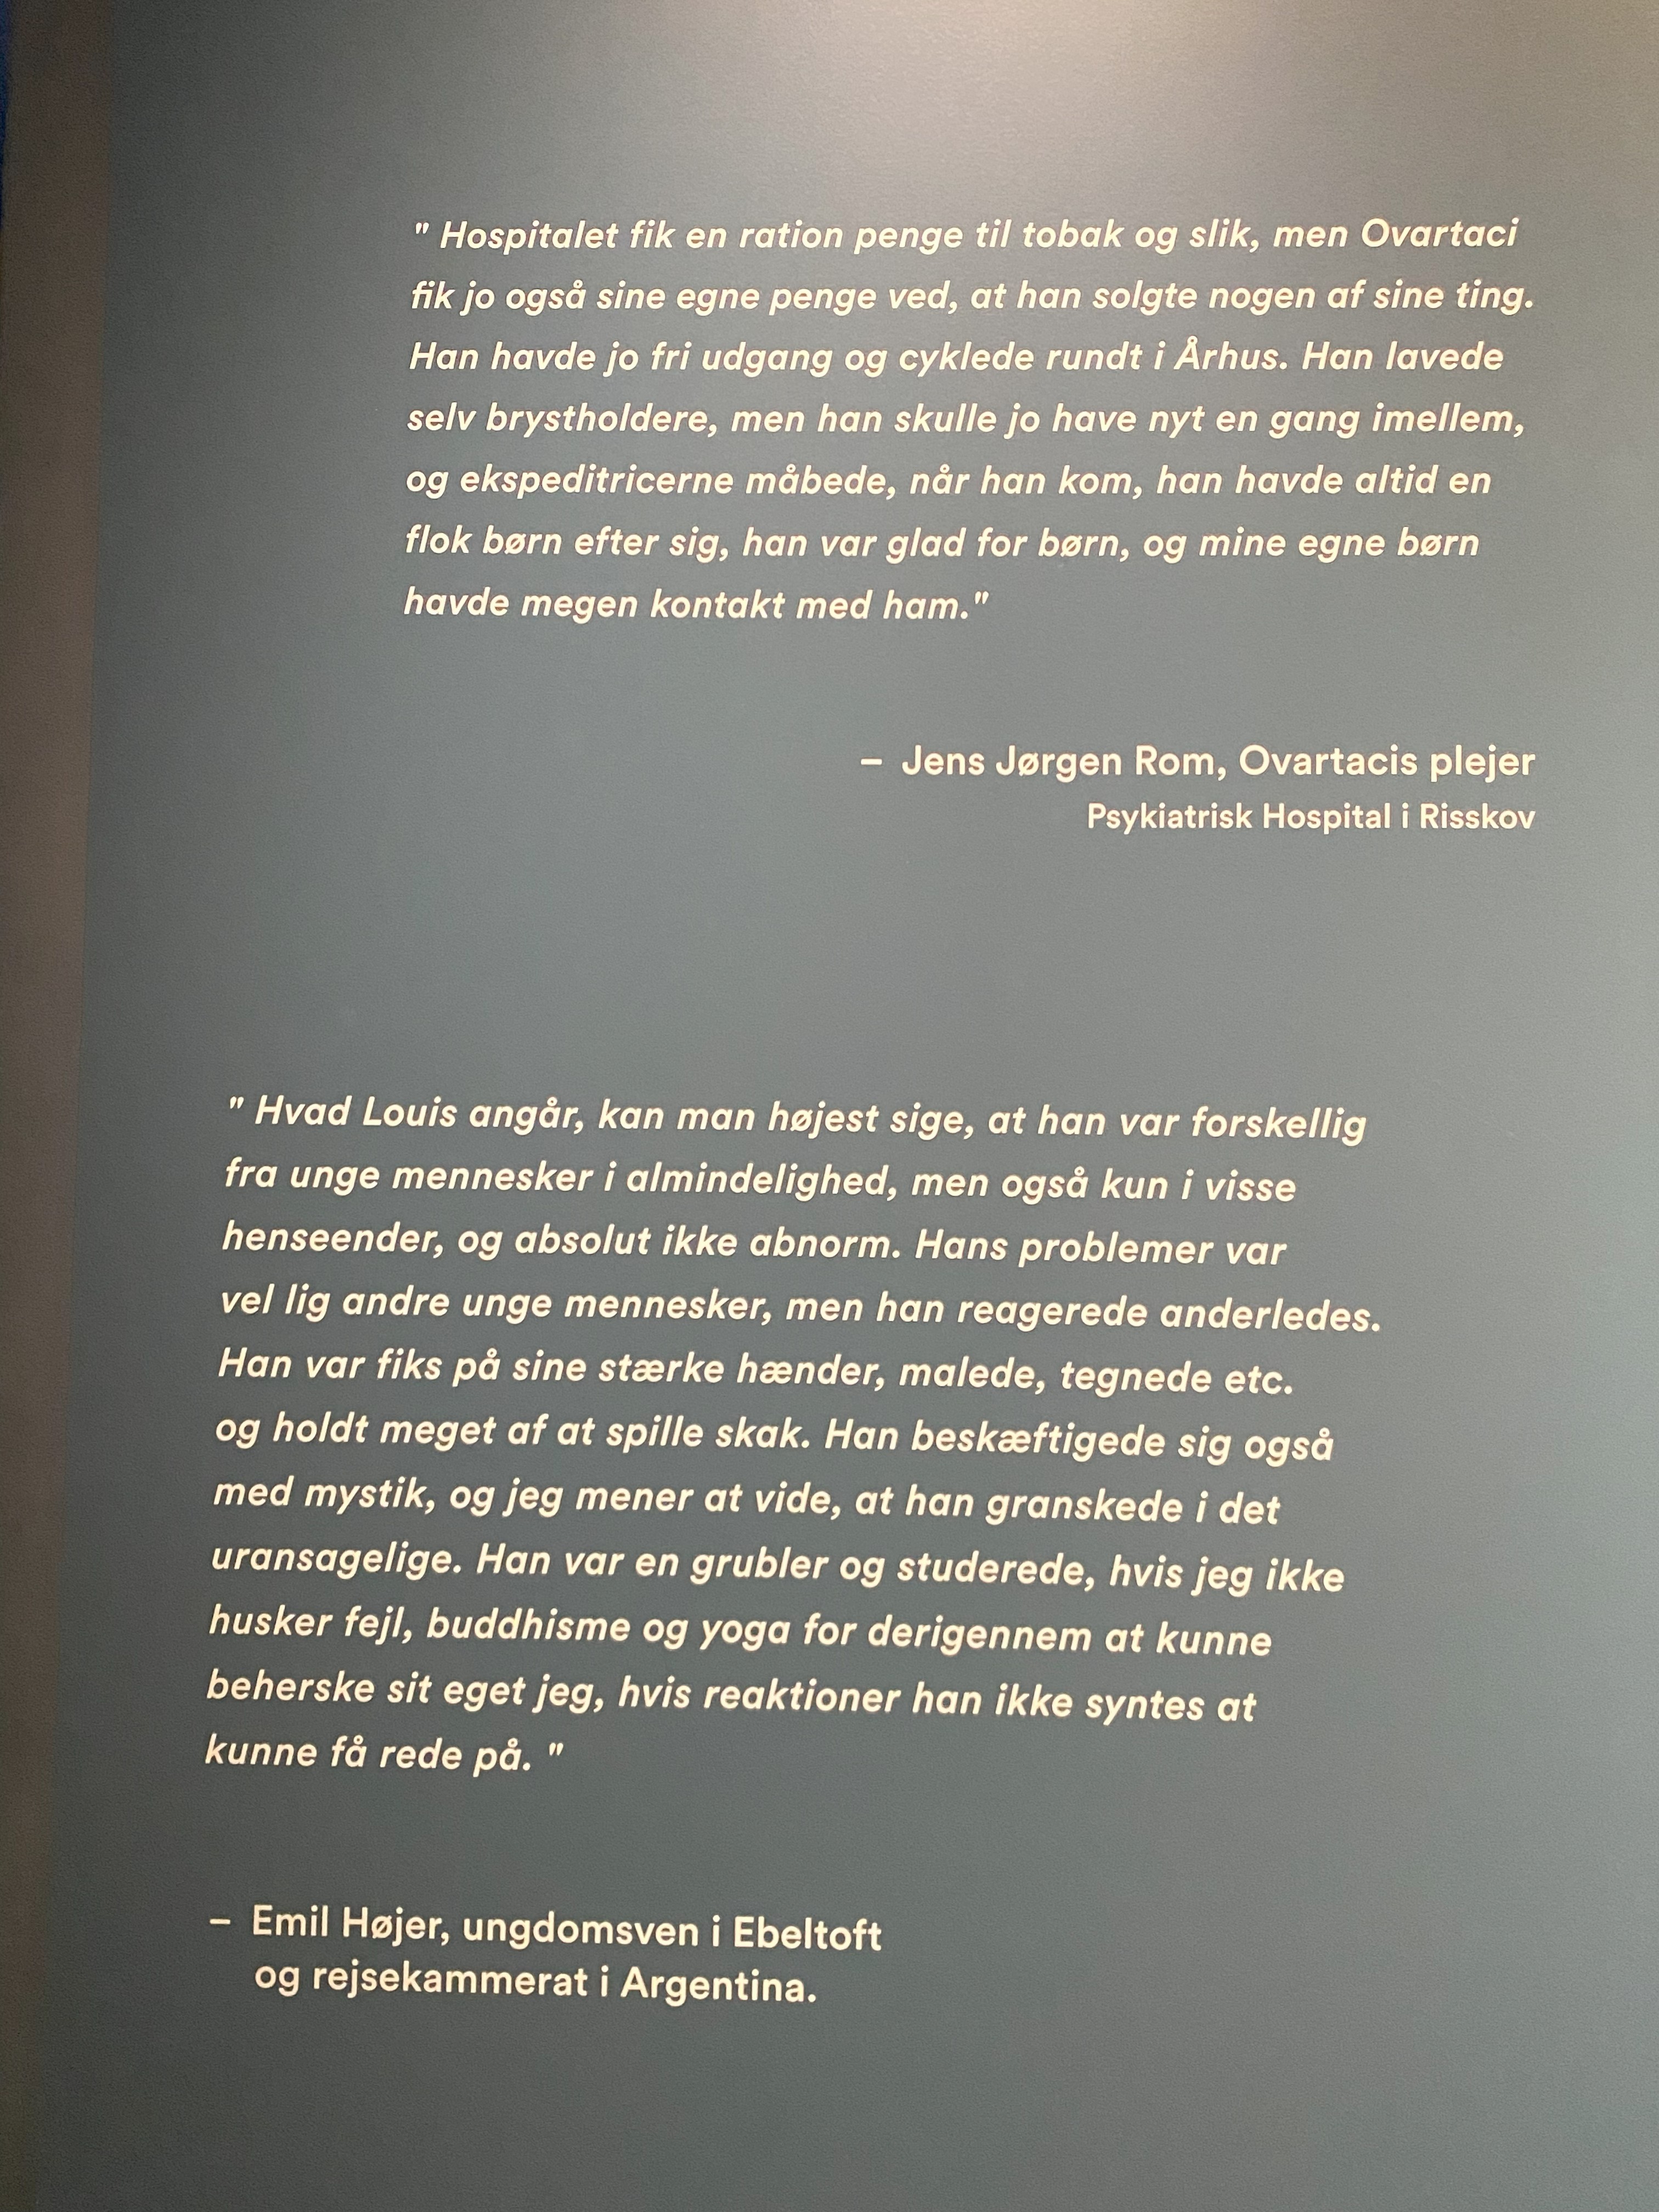 " Hospitalet fik en ration penge til tobak og slik, men Ovartaci
fik jo også sine egne penge ved, at han solgte nogen af sine ting.
Han havde jo fri udgang og cyklede rundt i Århus. Han lavede
selv brystholdere, men han skulle jo have nyt en gang imellem,
og ekspeditricerne måbede, når han kom, han havde altid en
flok børn efter sig, han var glad for børn, og mine egne børn
havde megen kontakt med ham."
– Jens Jørgen Rom, Ovartacis plejer
Psykiatrisk Hospital i Risskov
" Hvad Louis angår, kan man højest sige, at han var forskellig
fra unge mennesker i almindelighed, men også kun i visse
henseender, og absolut ikke abnorm. Hans problemer var
vel lig andre unge mennesker, men han reagerede anderledes.
Han var fiks på sine stærke hænder, malede, tegnede etc.
og holdt meget af at spille skak. Han beskæftigede sig også
med mystik, og jeg mener at vide, at han granskede i det
uransagelige. Han var en grubler og studerede, hvis jeg ikke
husker fejl, buddhisme og yoga for derigennem at kunne
beherske sit eget jeg, hvis reaktioner han ikke syntes at
kunne få rede på. "
– Emil Højer, ungdomsven i Ebeltoft
og rejsekammerat i Argentina.